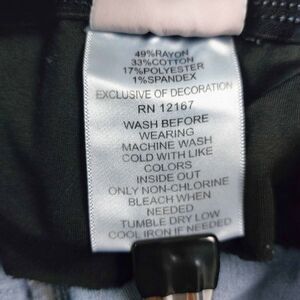 49%RAYON
33%COTTON
17%POLYESTER
1%SPANDEX
EXCLUSIVE OF DECORATION
RN 12167
WASH BEFORE
WEARING
MACHINE WASH
COLD WITH LIKE
COLORS
INSIDE OUT
ONLY NON-CHLORINE
BLEACH WHEN
NEEDED
TUMBLE DRY LOW
COOL IRON IF NEEDED